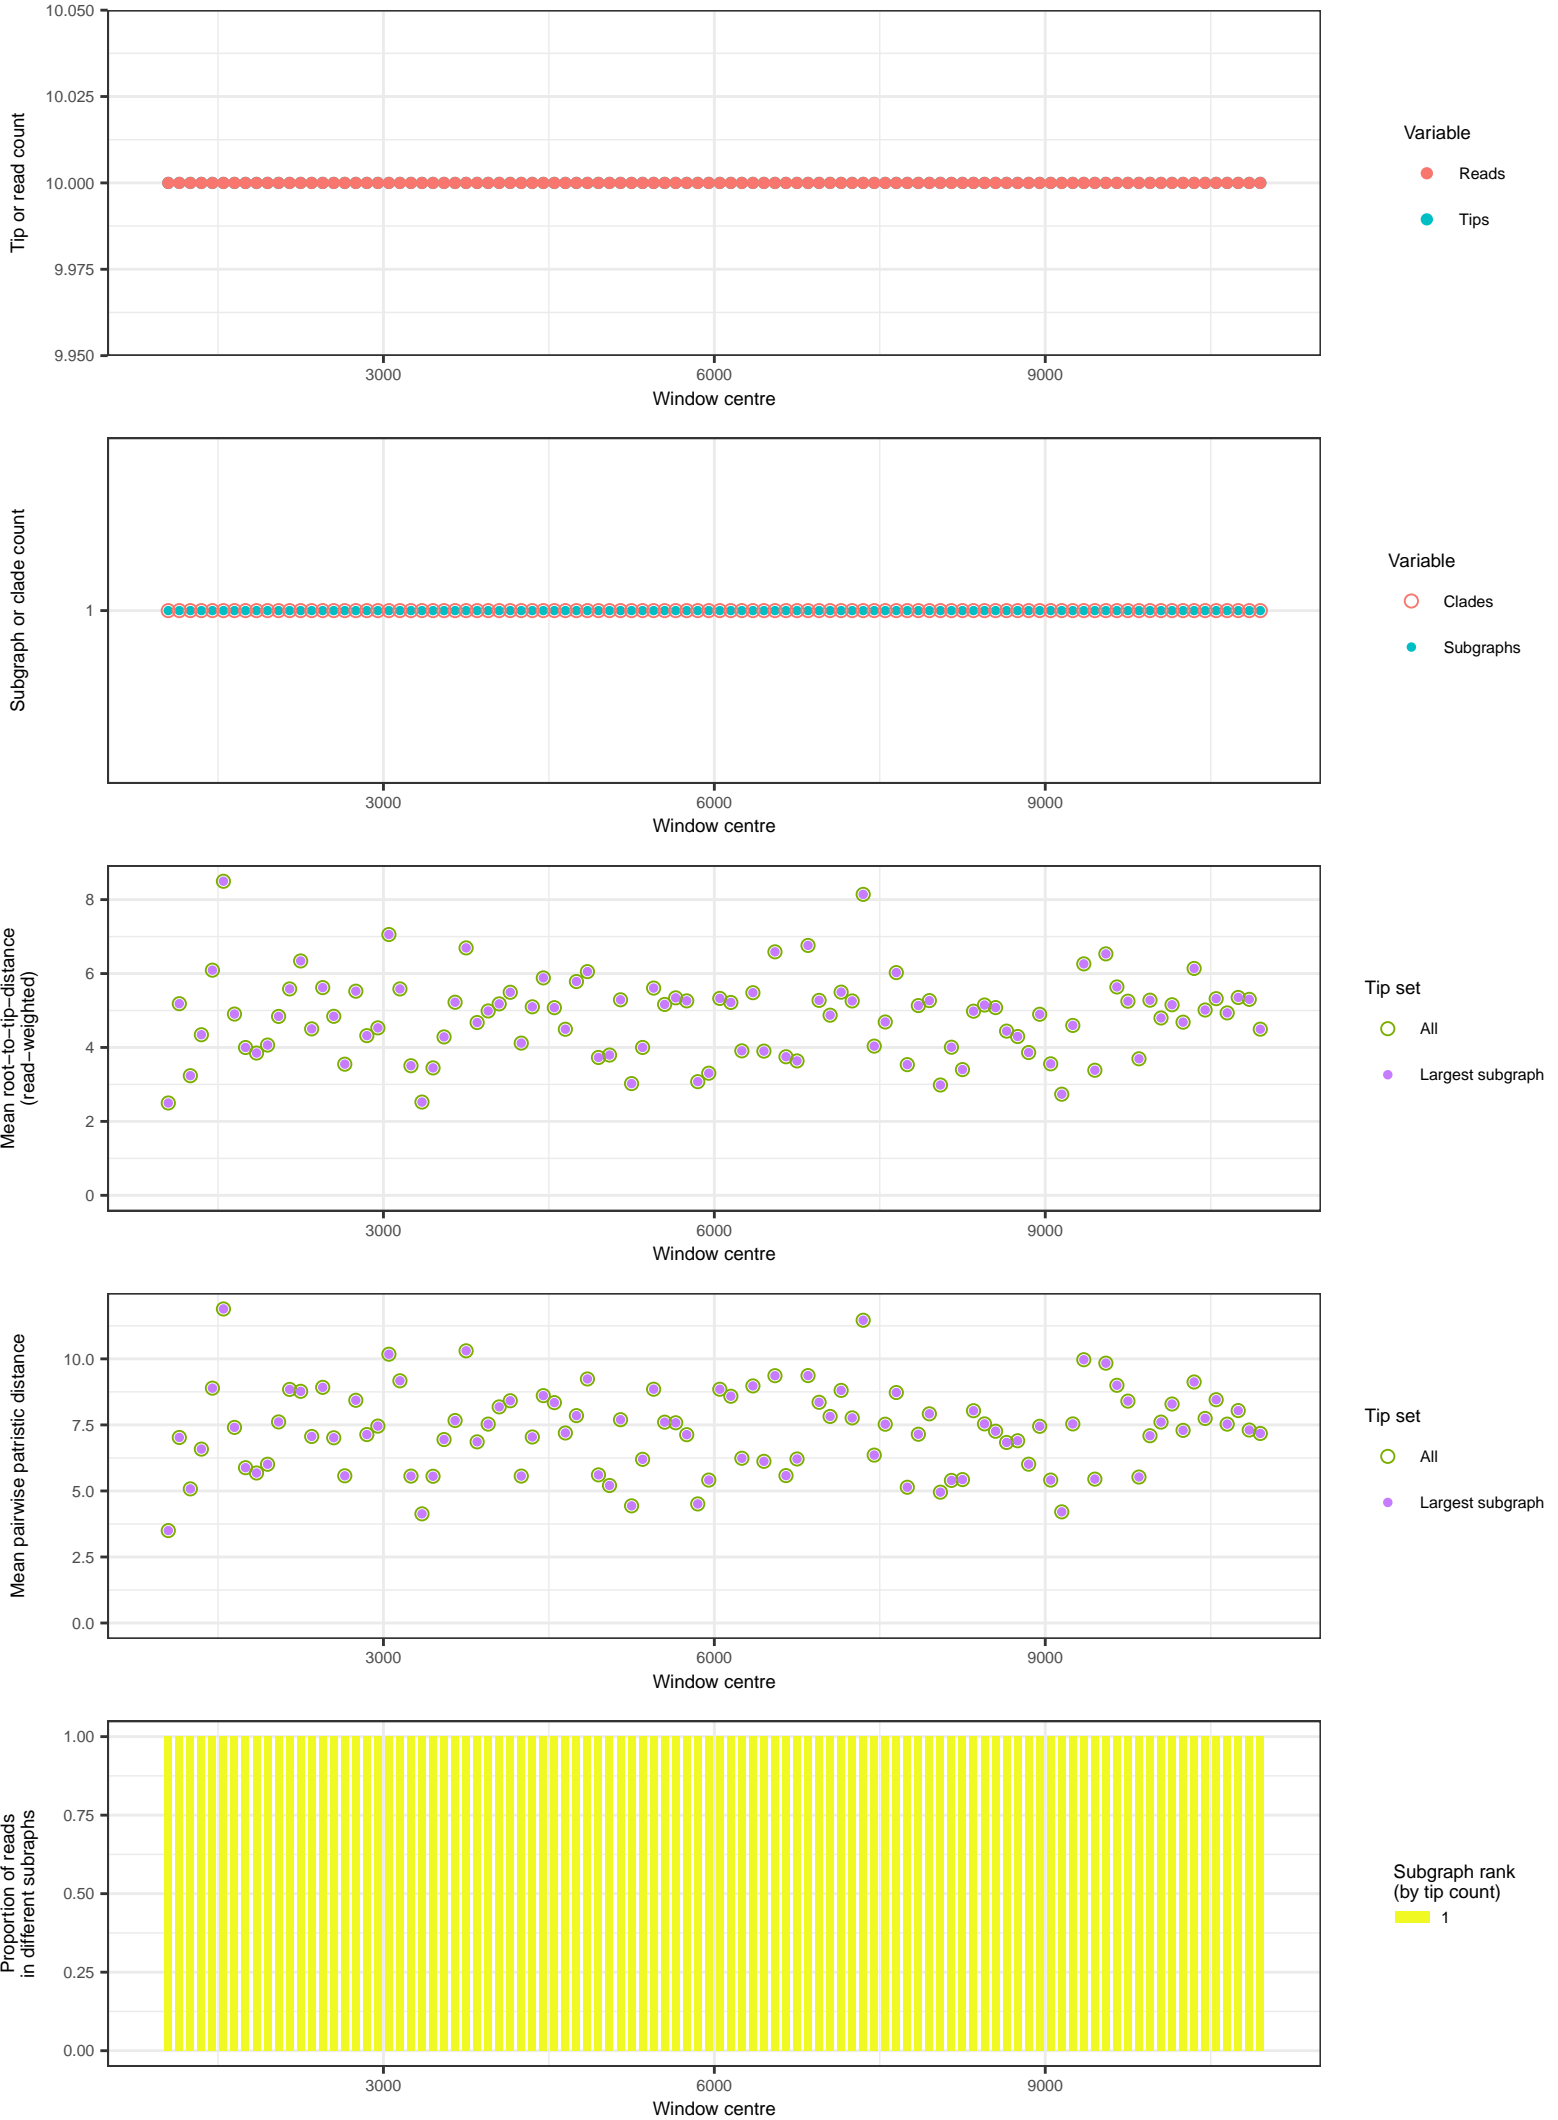 10.050
10.025
10.000
9.975
9.950
Tip or read count
3000
6000
9000
Window centre
Variable
Reads
Tips
1
Subgraph or clade count
3000
6000
9000
Window centre
Variable
Clades
Subgraphs
8
6
4
2
0
Mean root−to−tip−distance
(read−weighted)
3000
6000
9000
Window centre
Tip set
All
Largest subgraph
10.0
7.5
5.0
2.5
0.0
Mean pairwise patristic distance
3000
6000
9000
Window centre
Tip set
All
Largest subgraph
1.00
0.75
0.50
0.25
0.00
Proportion of reads
in different subraphs
3000
6000
9000
Window centre
Subgraph rank
(by tip count)
1